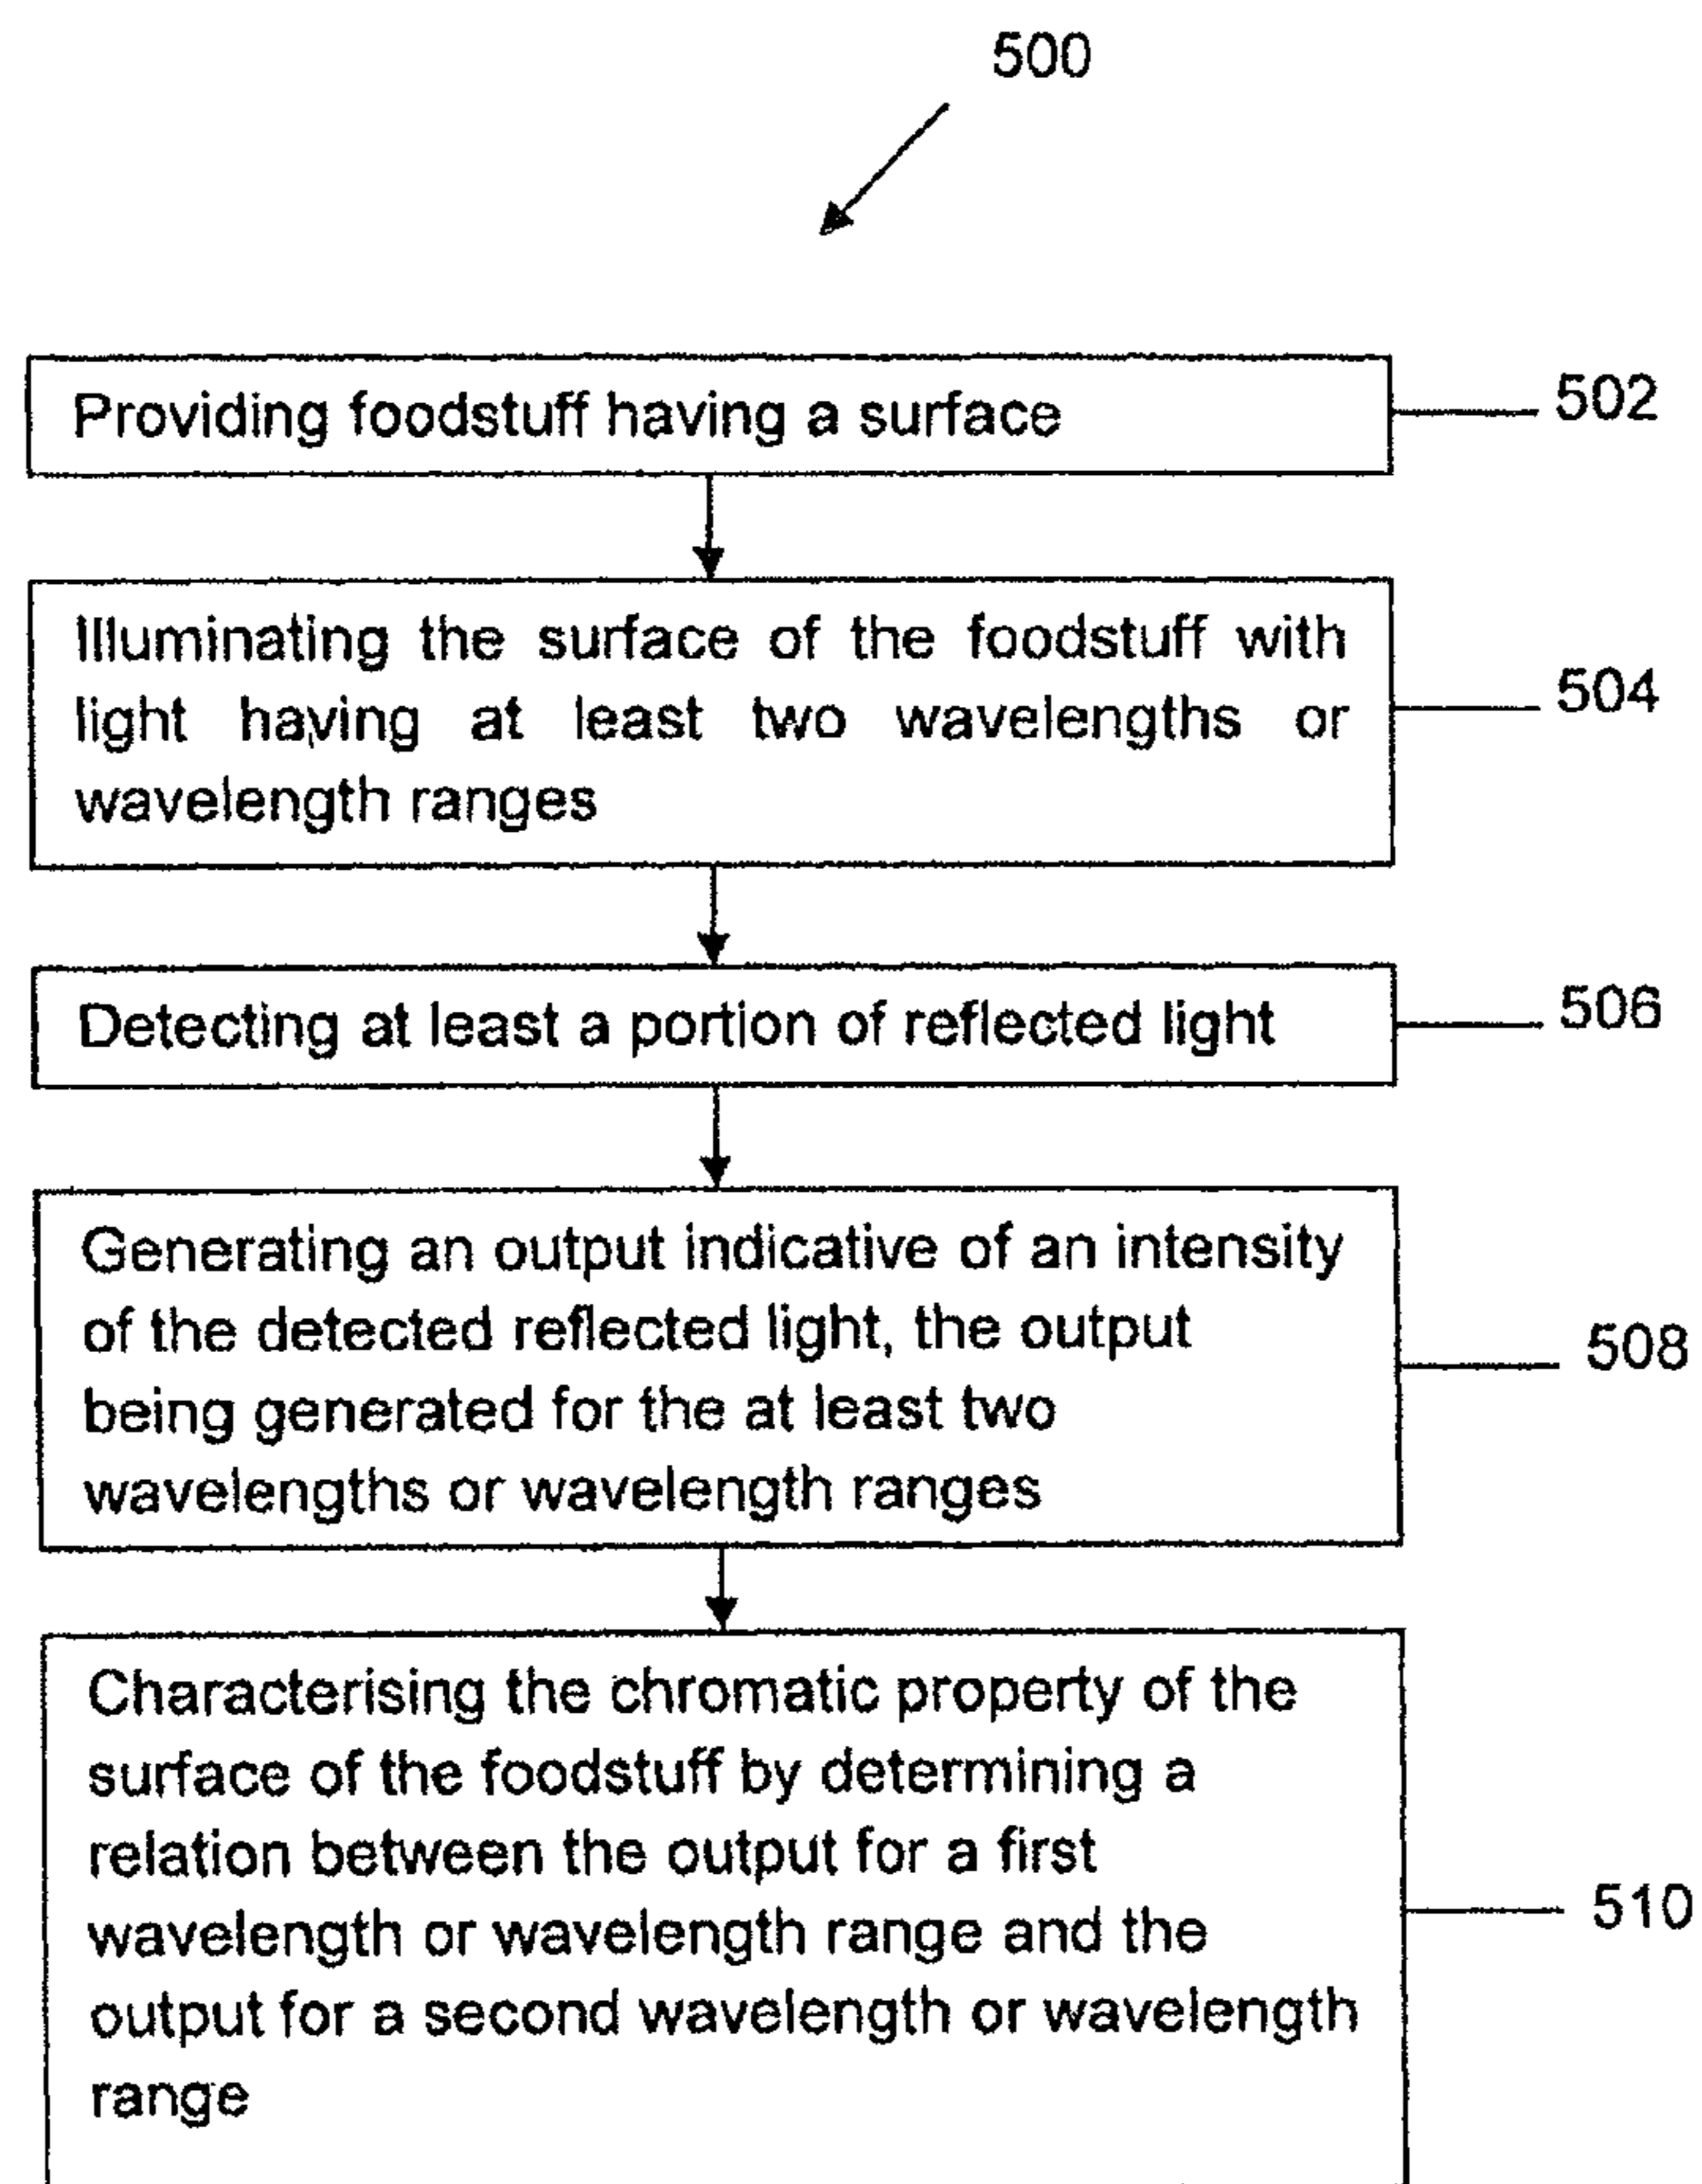 500
Providing foodstuff having a surface
502
Illuminating the surface of the foodstuff with
light having at least two wavelengths or
wavelength ranges
504
Detecting at least a portion of reflected light
506
Generating an output indicative of an intensity
of the detected reflected light, the output
being generated for the at least two
wavelengths or wavelength ranges
508
Characterising the chromatic property of the
surface of the foodstuff by determining a
relation between the output for a first
wavelength or wavelength range and the
output for a second wavelength or wavelength
range
510